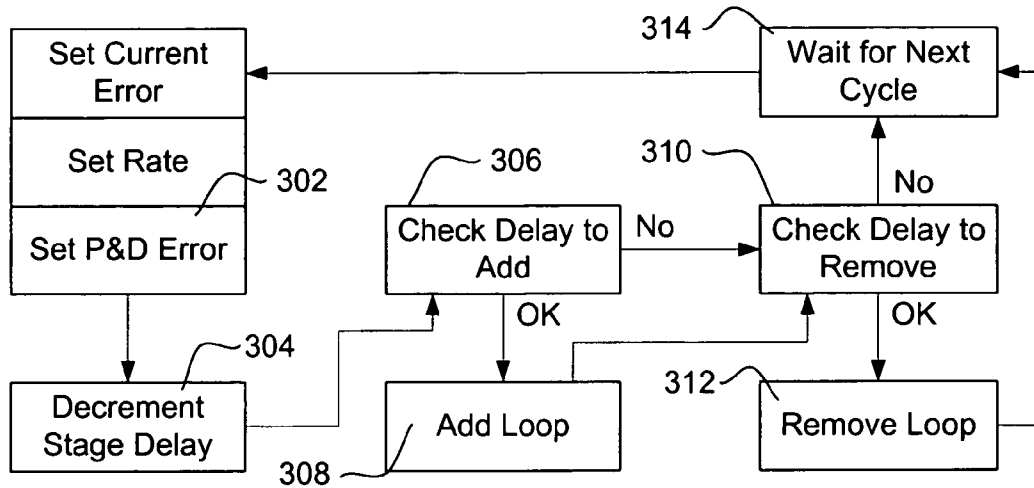 Set Current
Error
Set Rate
302
Set P&D Error
304
Decrement
Stage Delay
306
Check Delay to
Add
No
OK
308
Add Loop
310
Check Delay to
Remove
No
OK
312
Remove Loop
314
Wait for Next
Cycle